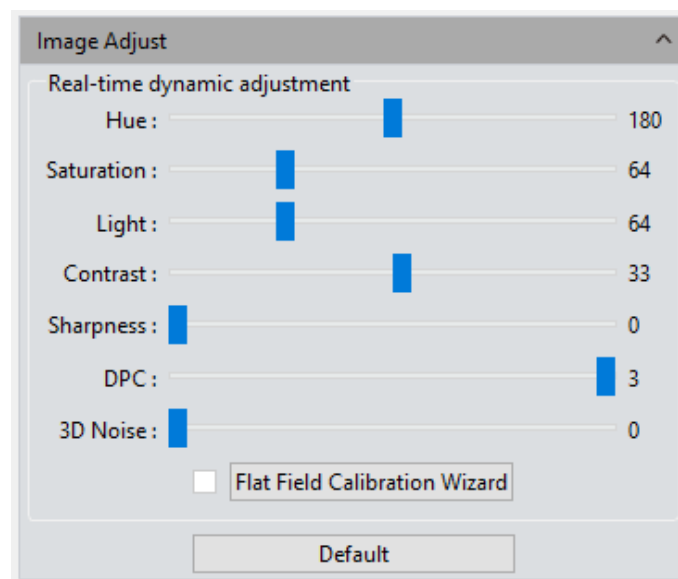 Image Adjust
Real-time dynamic adjustment
Hue : 180
Saturation : 64
Light : 64
Contrast : 33
Sharpness : 0
DPC : 3
3D Noise : 0
Flat Field Calibration Wizard
Default